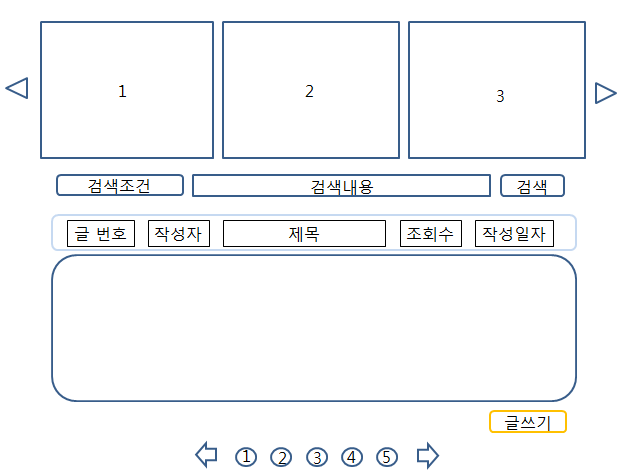 1 2 3
검색조건 검색내용 검색
글 번호 작성자 제목 조회수 작성일자
글쓰기
1 2 3 4 5